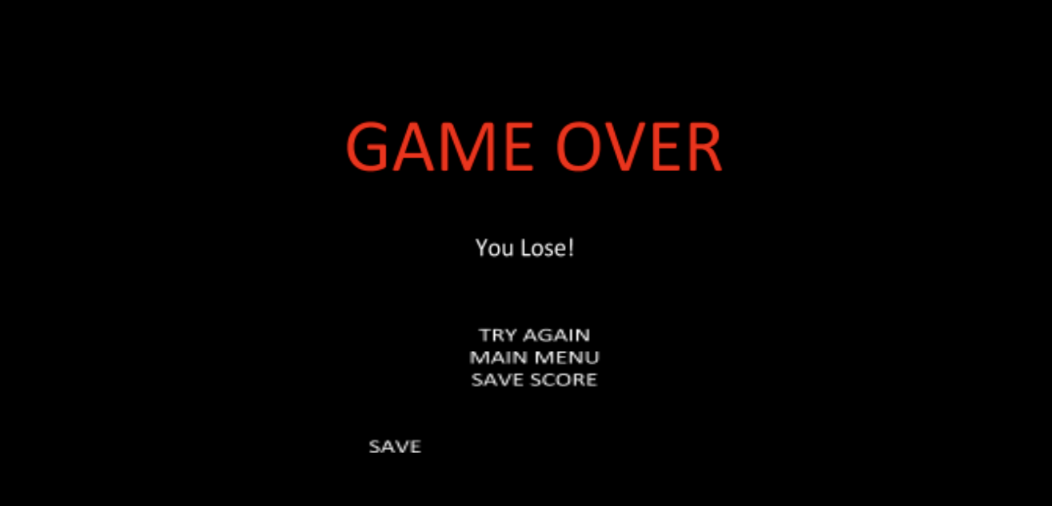 GAME OVER
You Lose!
TRY AGAIN
MAIN MENU
SAVE SCORE
SAVE